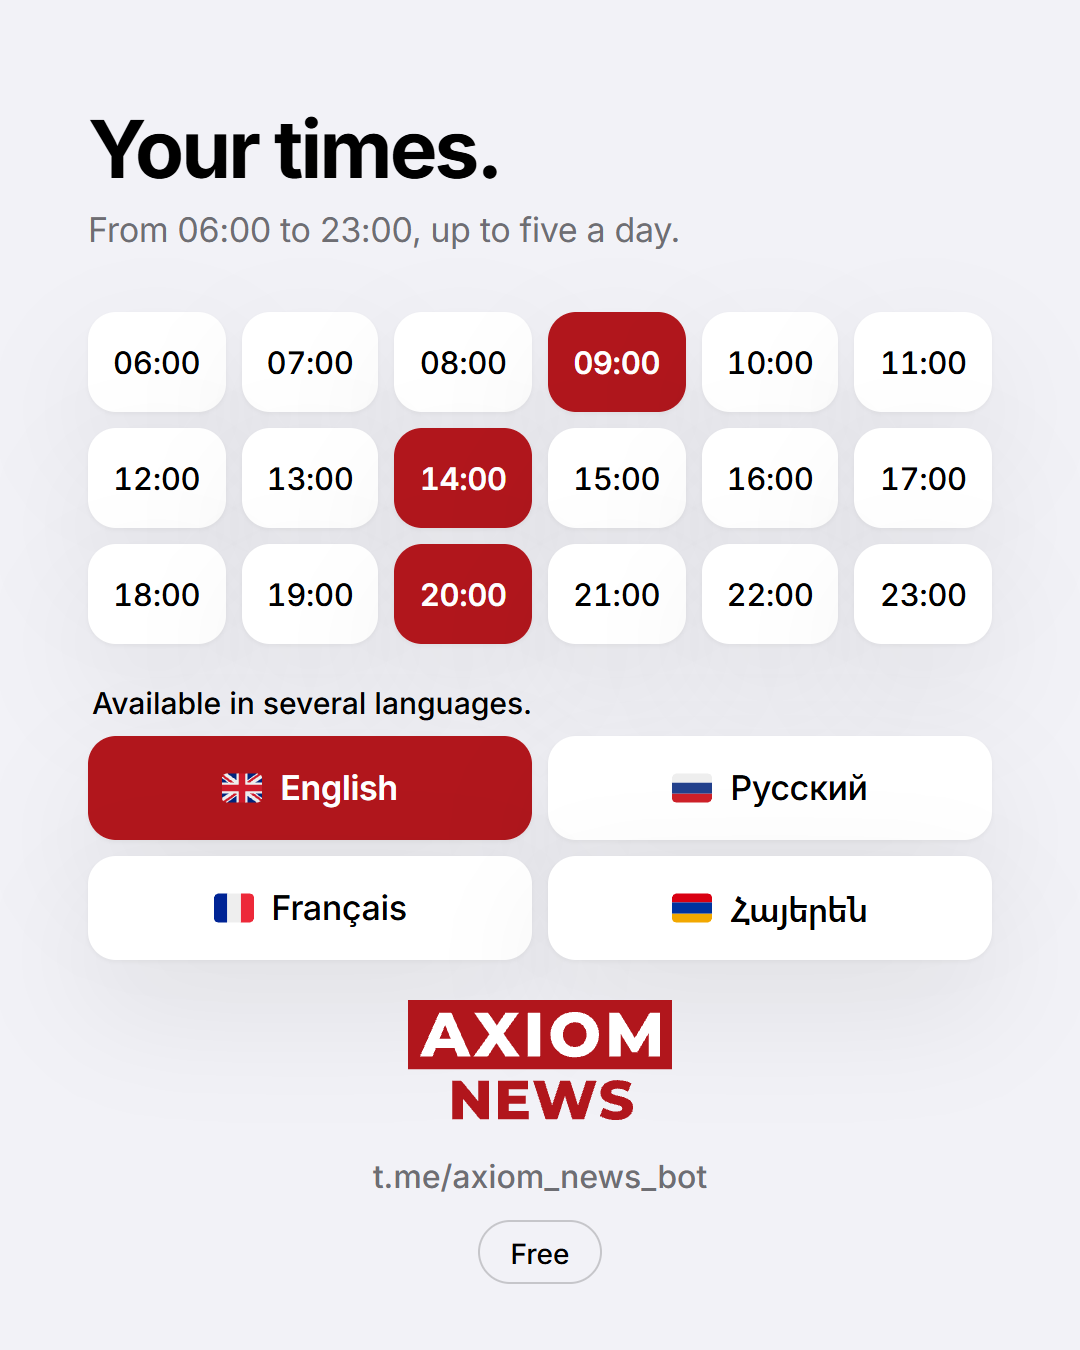 Your times.
From 06:00 to 23:00, up to five a day.
06:00 07:00 08:00 09:00 10:00 11:00
12:00 13:00 14:00 15:00 16:00 17:00
18:00 19:00 20:00 21:00 22:00 23:00
Available in several languages.
English Русский
Français Հայերեն
AXIOM
NEWS
t.me/axiom_news_bot
Free